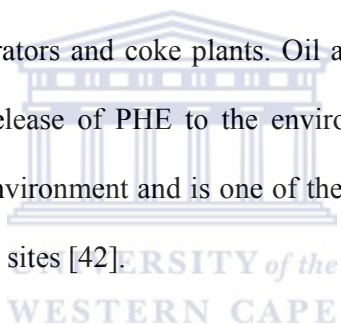 rators and coke plants. Oil a
elease of PHE to the enviro
nvironment and is one of the
sites [42].
UNIVERSITY of the
WESTERN CAPE